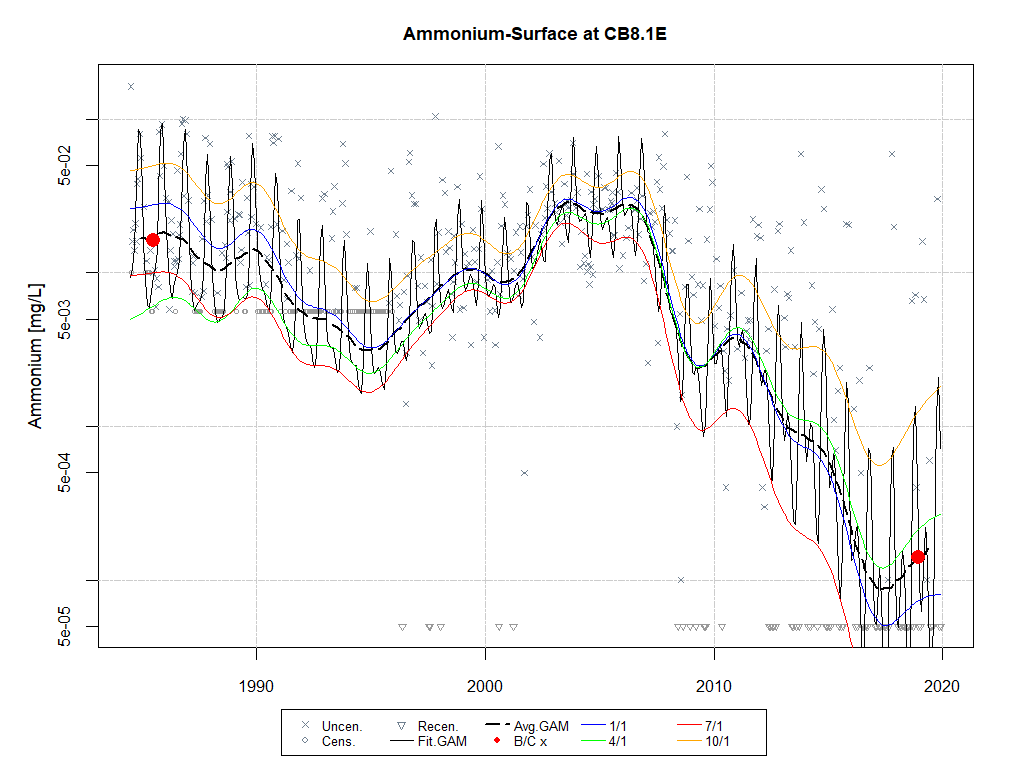 Ammonium-Surface at CB8.1E
Ammonium [mg/L]
5e-02
5e-03
5e-04
5e-05
1990
2000
2010
2020
Uncen. Recen. Avg.GAM 1/1 7/1
Cens. Fit.GAM B/C x 4/1 10/1